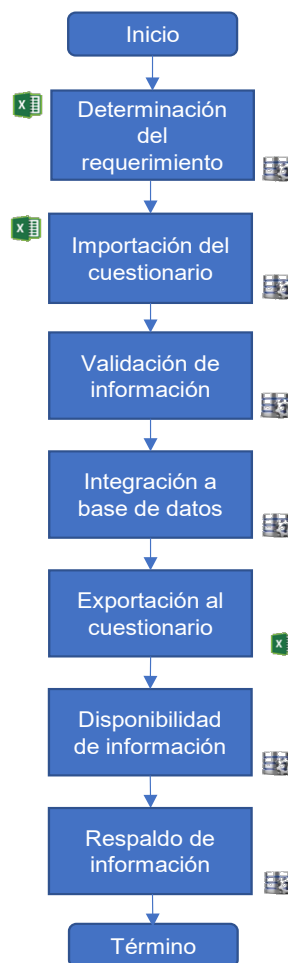 Inicio
Determinación
del
requerimiento
Importación del
cuestionario
Validación de
información
Integración a
base de datos
Exportación al
cuestionario
Disponibilidad
de información
Respaldo de
información
Término